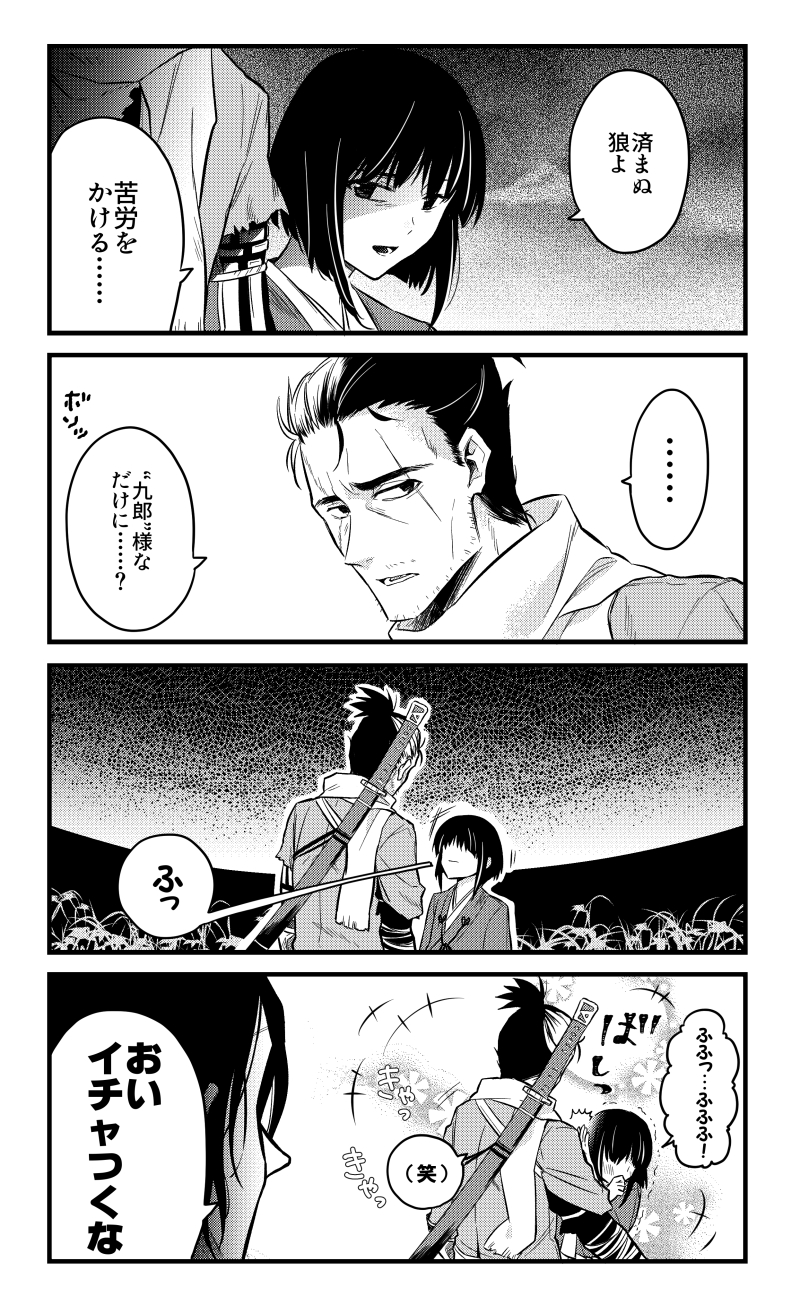 済まぬ
狼よ
苦労を
かける……
……
“九郎”様な
だけに……?
ボソッ
ふっ
ふふっ…ふふふ!
ばしっ
(笑)
きゃっ
きゃっ
おい
イチャつくな